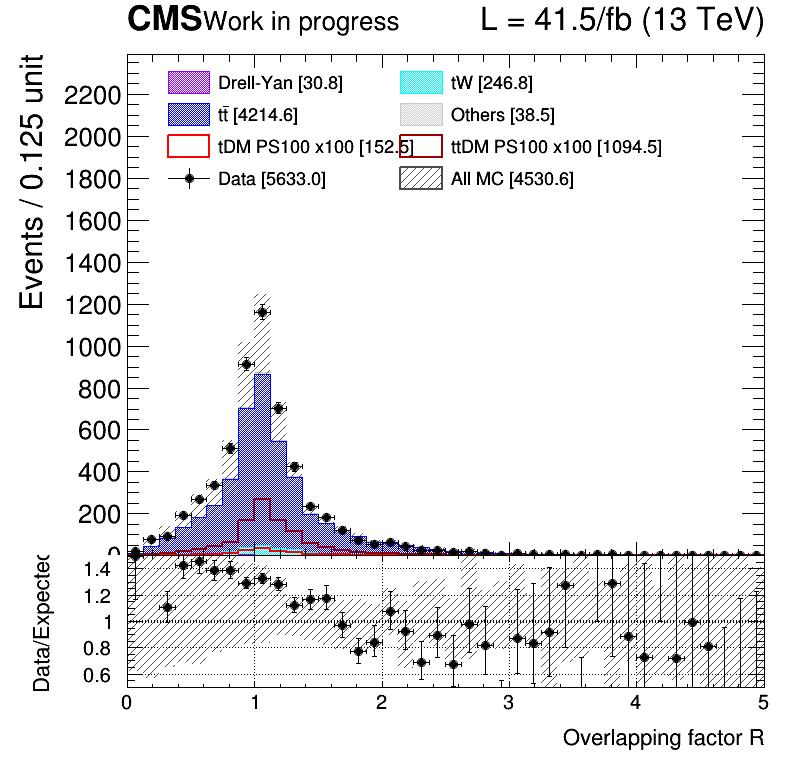 CMS Work in progress L = 41.5/fb (13 TeV)
Events / 0.125 unit
2200
2000
1800
1600
1400
1200
1000
800
600
400
200
0
Drell-Yan [30.8] tW [246.8]
tt̄ [4214.6] Others [38.5]
tDM PS100 x100 [152.5] ttDM PS100 x100 [1094.5]
Data [5633.0] All MC [4530.6]
Data/Expected
1.4
1.2
1
0.8
0.6
0 1 2 3 4 5
Overlapping factor R